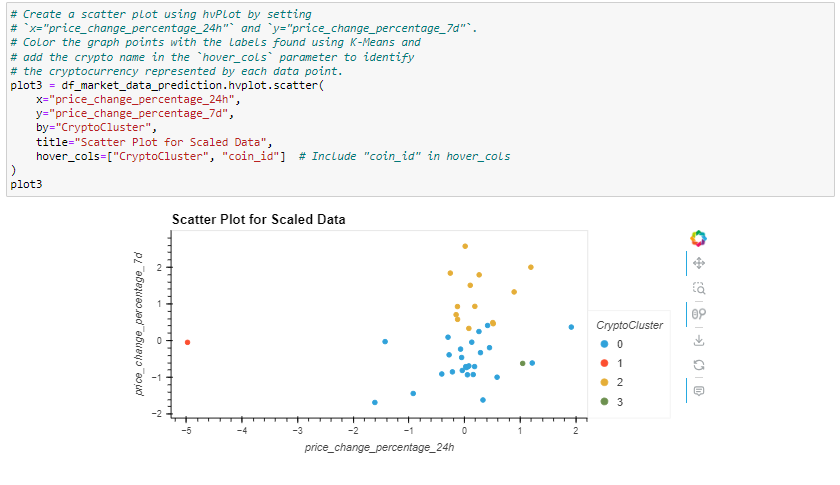 # Create a scatter plot using hvPlot by setting
# `x="price_change_percentage_24h"` and `y="price_change_percentage_7d"`.
# Color the graph points with the labels found using K-Means and
# add the crypto name in the `hover_cols` parameter to identify
# the cryptocurrency represented by each data point.
plot3 = df_market_data_prediction.hvplot.scatter(
    x="price_change_percentage_24h",
    y="price_change_percentage_7d",
    by="CryptoCluster",
    title="Scatter Plot for Scaled Data",
    hover_cols=["CryptoCluster", "coin_id"]  # Include "coin_id" in hover_cols
)
plot3
Scatter Plot for Scaled Data
price_change_percentage_7d
2
1
0
−1
−2
−5 −4 −3 −2 −1 0 1 2
price_change_percentage_24h
CryptoCluster
0
1
2
3